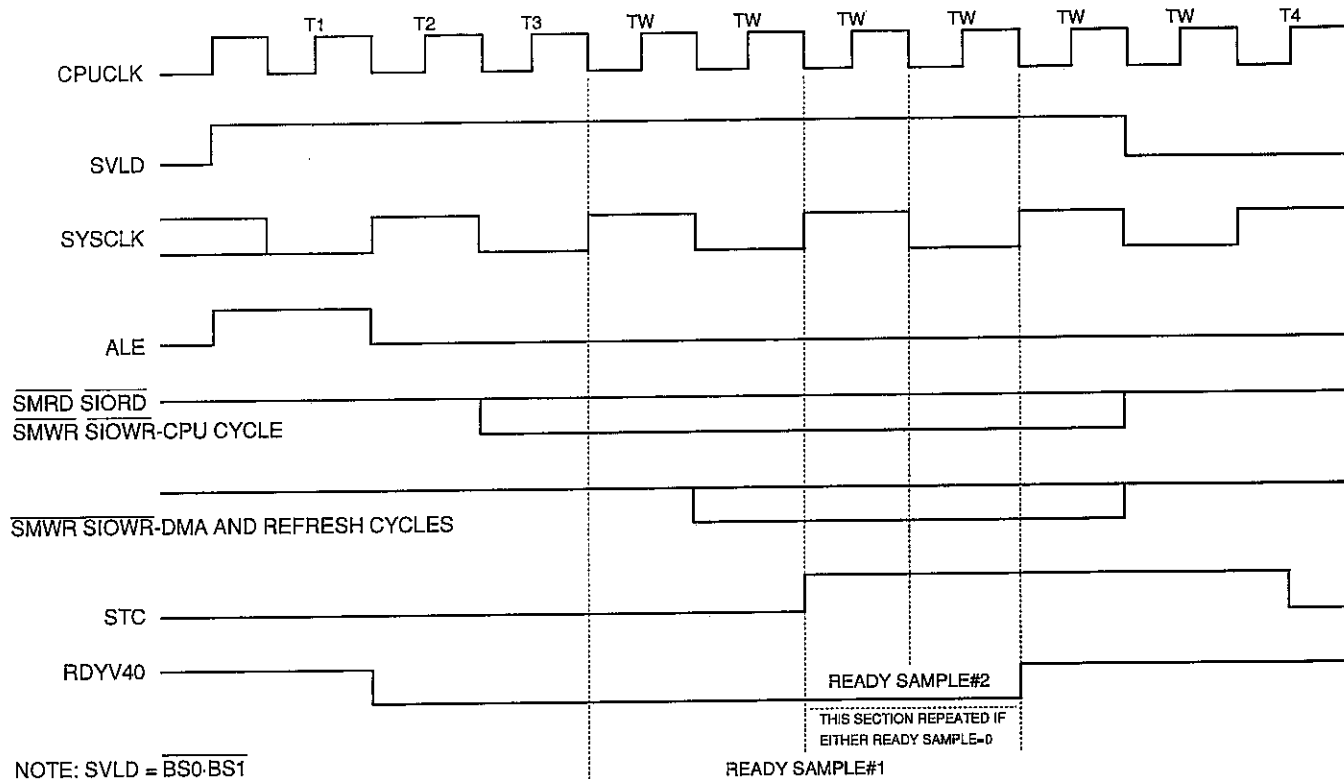 T1 T2 T3 TW TW TW TW TW TW T4
CPUCLK
SVLD
SYSCLK
ALE
SMRD SIORD
SMWR SIOWR-CPU CYCLE
SMWR SIOWR-DMA AND REFRESH CYCLES
STC
RDYV40
READY SAMPLE#2
THIS SECTION REPEATED IF
EITHER READY SAMPLE=0
NOTE: SVLD = BS0·BS1
READY SAMPLE#1